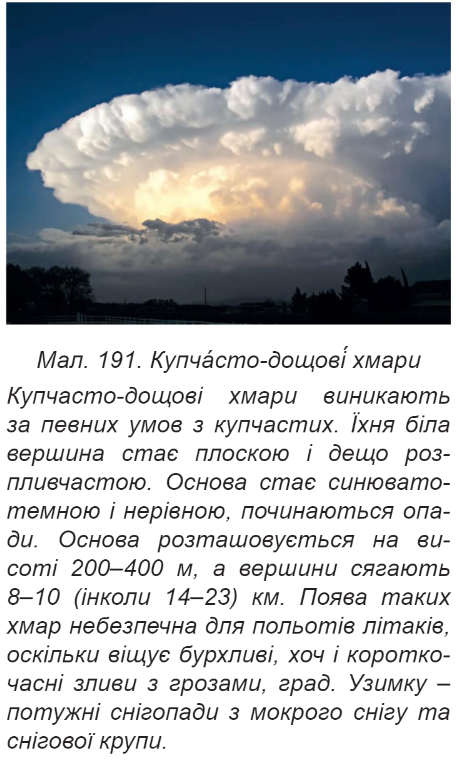 Мал. 191. Купча́сто-дощові́ хмари
Купчасто-дощові хмари виникають
за певних умов з купчастих. Їхня біла
вершина стає плоскою і дещо роз-
пливчастою. Основа стає синювато-
темною і нерівною, починаються опа-
ди. Основа розташовується на ви-
соті 200–400 м, а вершини сягають
8–10 (інколи 14–23) км. Поява таких
хмар небезпечна для польотів літаків,
оскільки віщує бурхливі, хоч і коротко-
часні зливи з грозами, град. Узимку –
потужні снігопади з мокрого снігу та
снігової крупи.